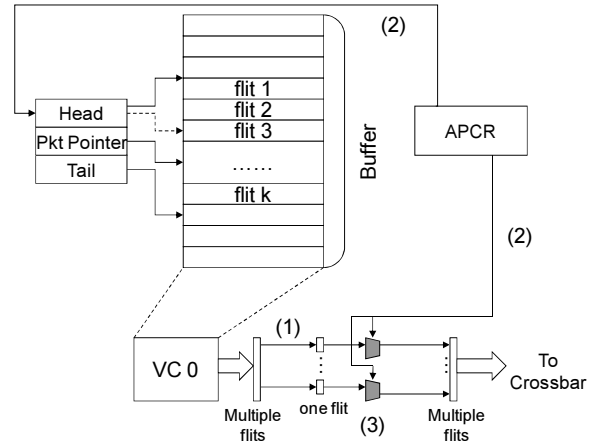 (2)
flit 1
Head
flit 2
APCR
Pkt Pointer
flit 3
Tail
......
flit k
Buffer
(2)
(1)
VC 0
To
Crossbar
Multiple
flits
one flit
(3)
Multiple
flits